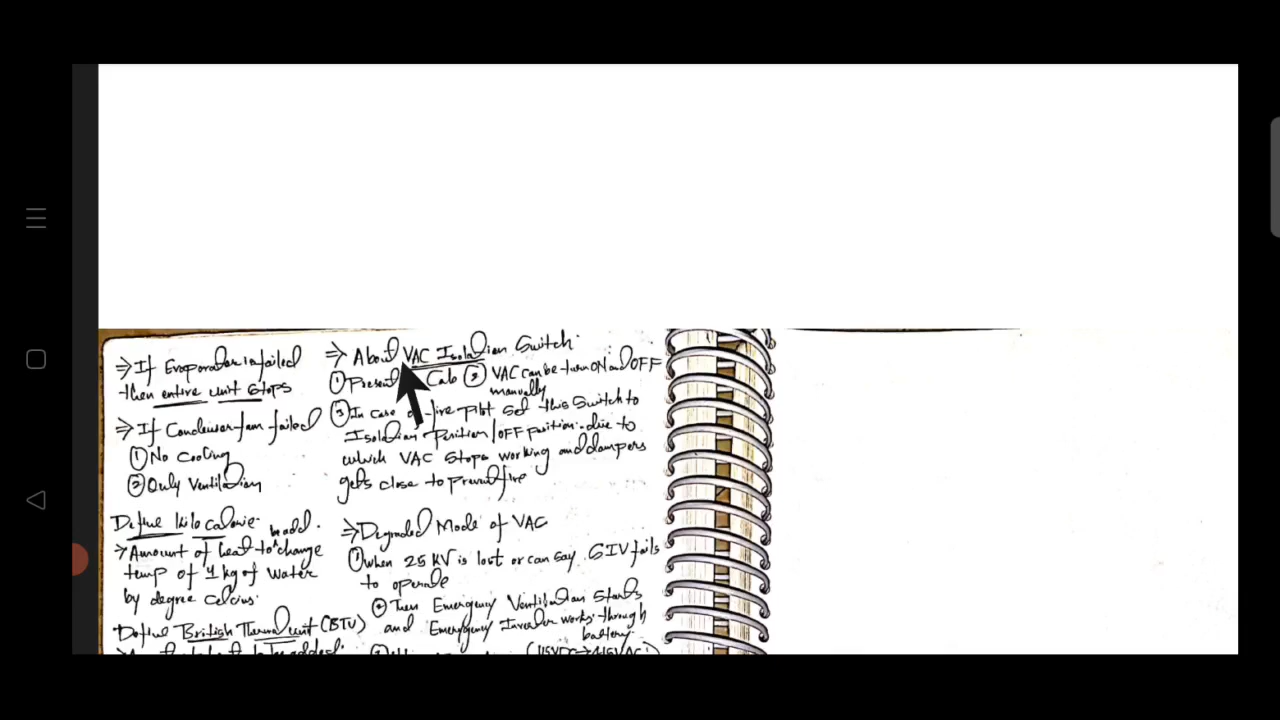 ⇒ If Evaporator is failed
then entire unit stops
⇒ If Condenser fan failed
① No Cooling
② Only Ventilation
Define kilo calorie.
→ Amount of heat to ^ be add. change
temp of 1 kg of water
by degree celcius.
Define British Thermal unit (BTU)
⇒ About VAC Isolation Switch.
① Present Cab ② VAC can be turn ON and OFF
manually
③ In case of fire pilot set this Switch to
Isolation Position / OFF position. due to
which VAC stops working and dampers
gets close to prevent fire
⇒ Degraded Mode of VAC
① When 25 KV is lost or can say GIV fails
to operate
② Then Emergency Ventilation Starts
and Emergency Inverter works through
battery.